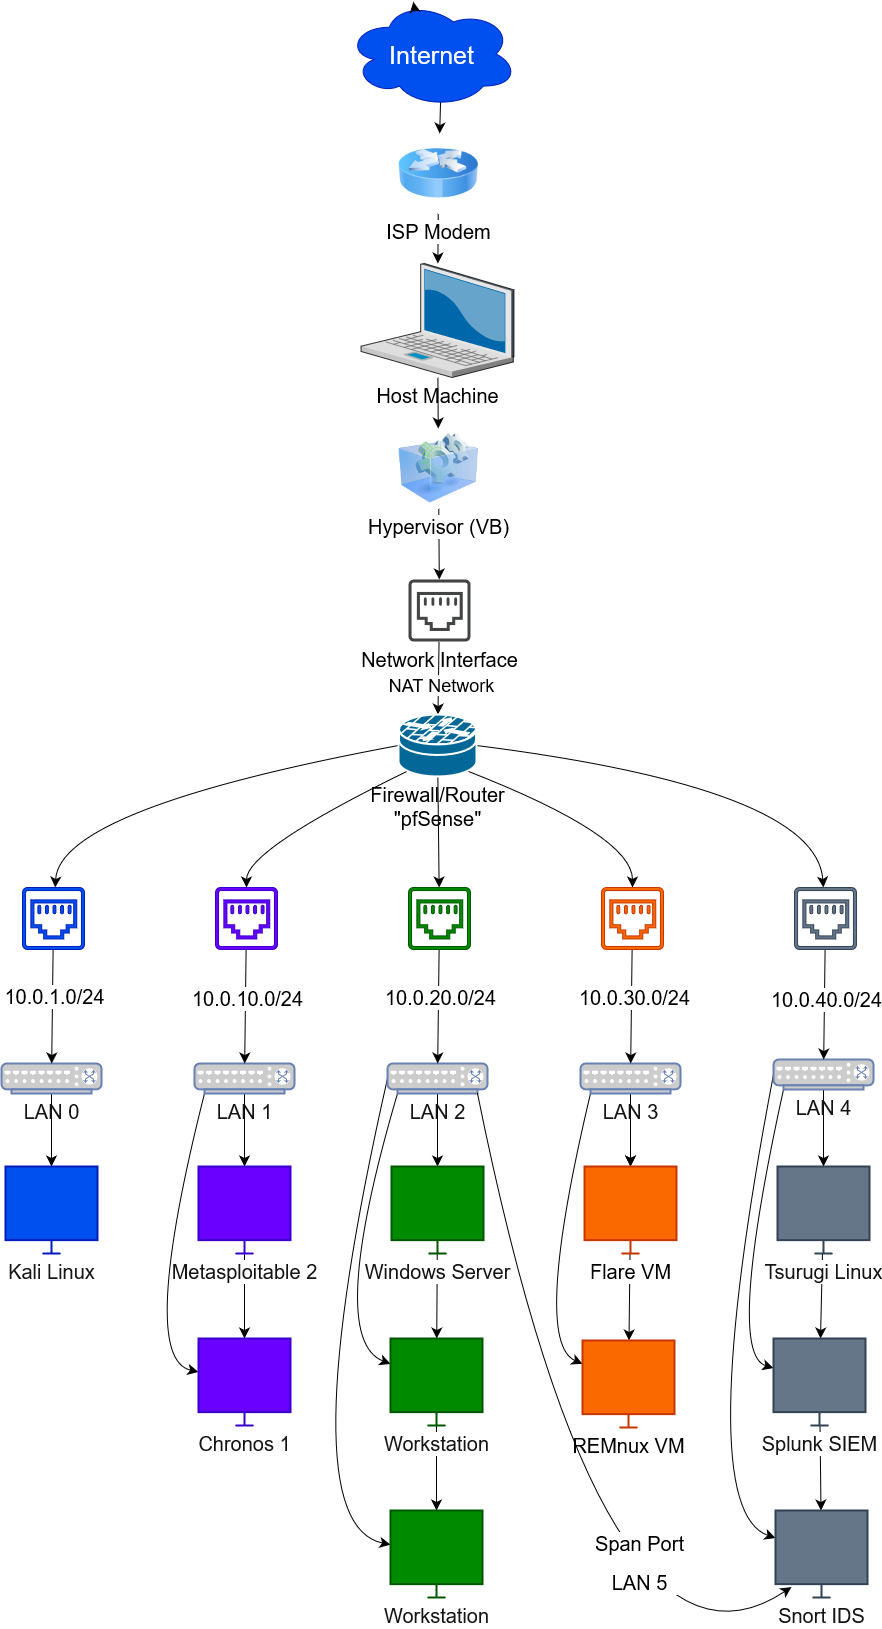 Internet
ISP Modem
Host Machine
Hypervisor (VB)
Network Interface
NAT Network
Firewall/Router
"pfSense"
10.0.1.0/24
10.0.10.0/24
10.0.20.0/24
10.0.30.0/24
10.0.40.0/24
LAN 0
LAN 1
LAN 2
LAN 3
LAN 4
Kali Linux
Metasploitable 2
Windows Server
Flare VM
Tsurugi Linux
Chronos 1
Workstation
REMnux VM
Splunk SIEM
Span Port
LAN 5
Workstation
Snort IDS